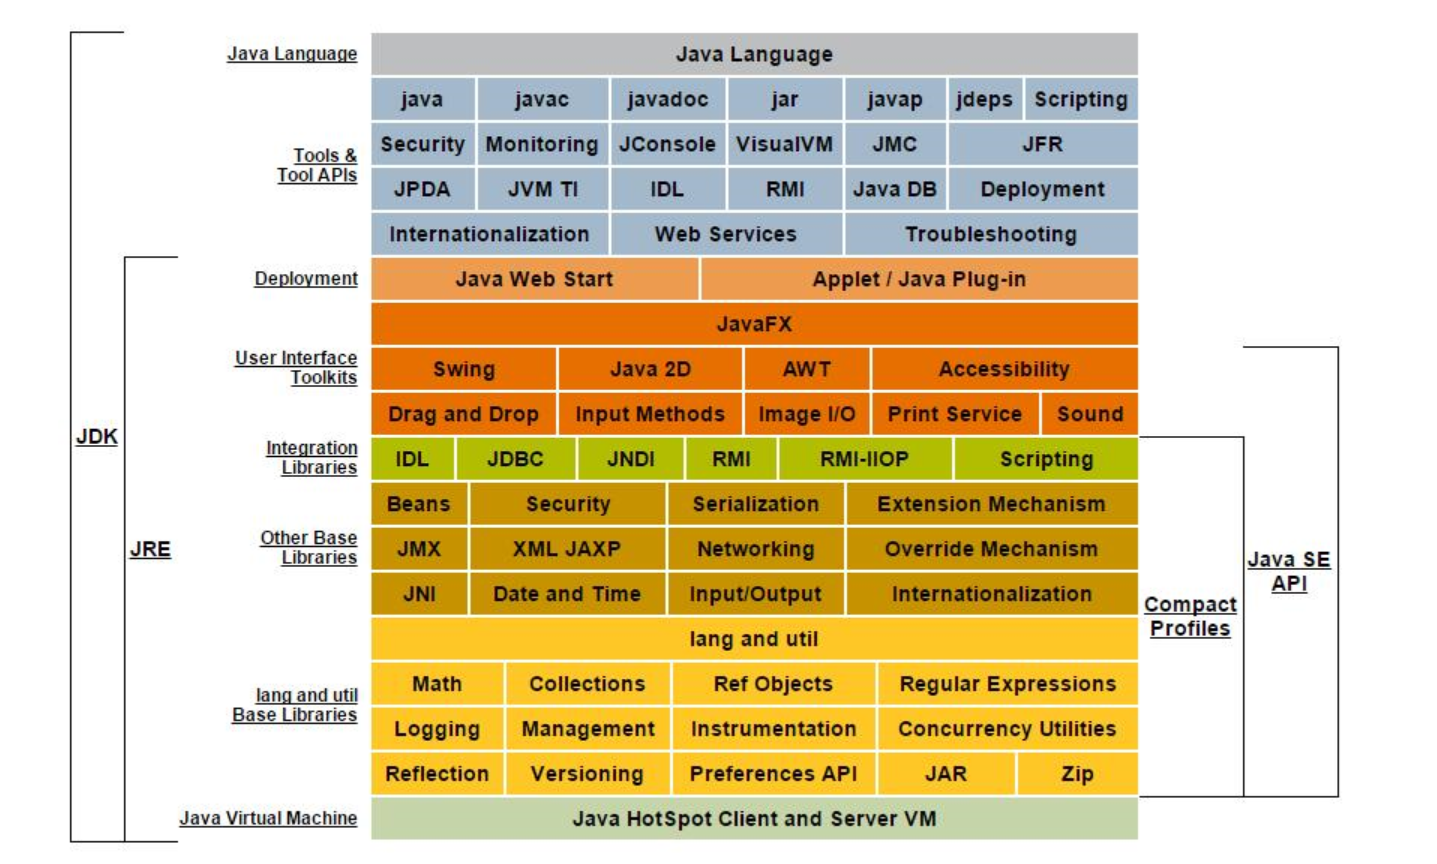 Java Language Java Language
java javac javadoc jar javap jdeps Scripting
Security Monitoring JConsole VisualVM JMC JFR
Tools &
Tool APIs
JPDA JVM TI IDL RMI Java DB Deployment
Internationalization Web Services Troubleshooting
Deployment Java Web Start Applet / Java Plug-in
JavaFX
User Interface
Toolkits
Swing Java 2D AWT Accessibility
Drag and Drop Input Methods Image I/O Print Service Sound
JDK
Integration
Libraries
IDL JDBC JNDI RMI RMI-IIOP Scripting
Beans Security Serialization Extension Mechanism
JRE
Other Base
Libraries
JMX XML JAXP Networking Override Mechanism
Java SE
API
JNI Date and Time Input/Output Internationalization
Compact
Profiles
lang and util
Math Collections Ref Objects Regular Expressions
lang and util
Base Libraries
Logging Management Instrumentation Concurrency Utilities
Reflection Versioning Preferences API JAR Zip
Java Virtual Machine Java HotSpot Client and Server VM